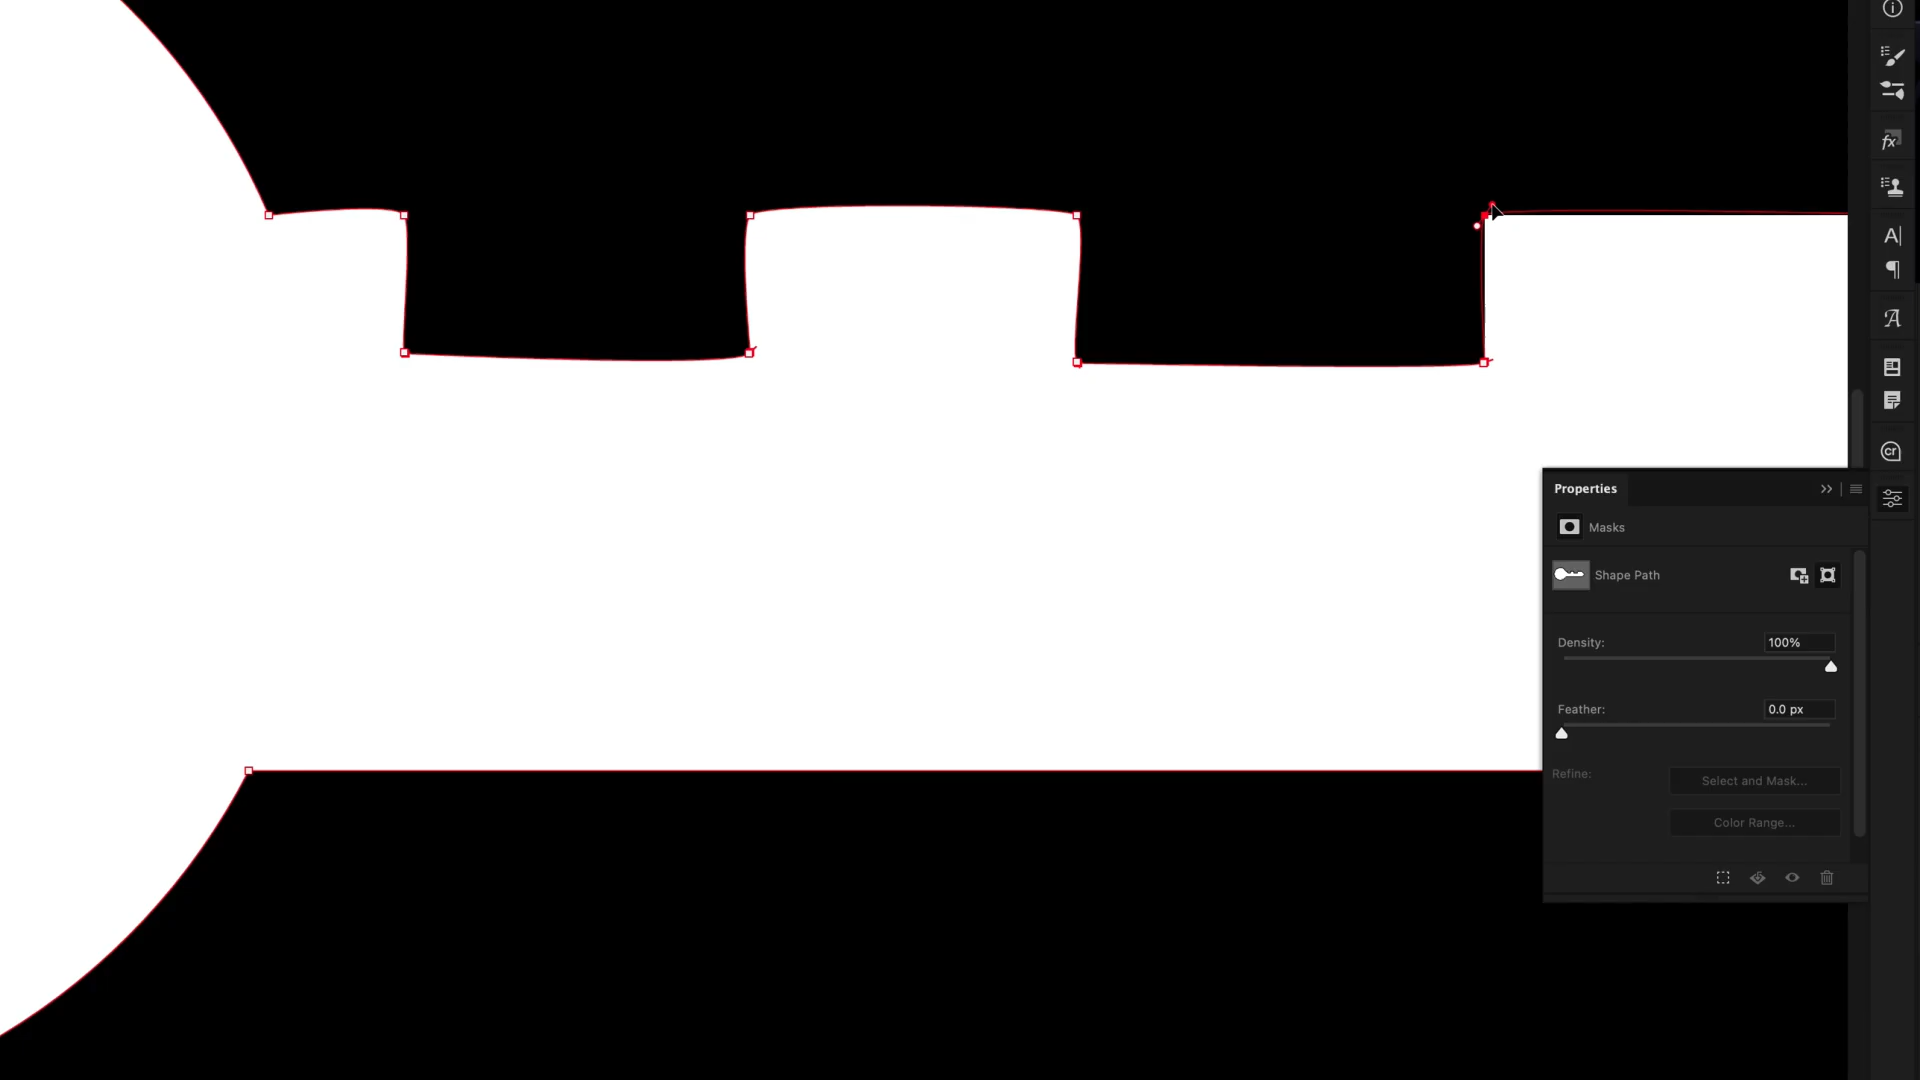 Properties
Masks
Shape Path
Density:
100%
Feather:
0.0 px
Refine:
Select and Mask...
Color Range...